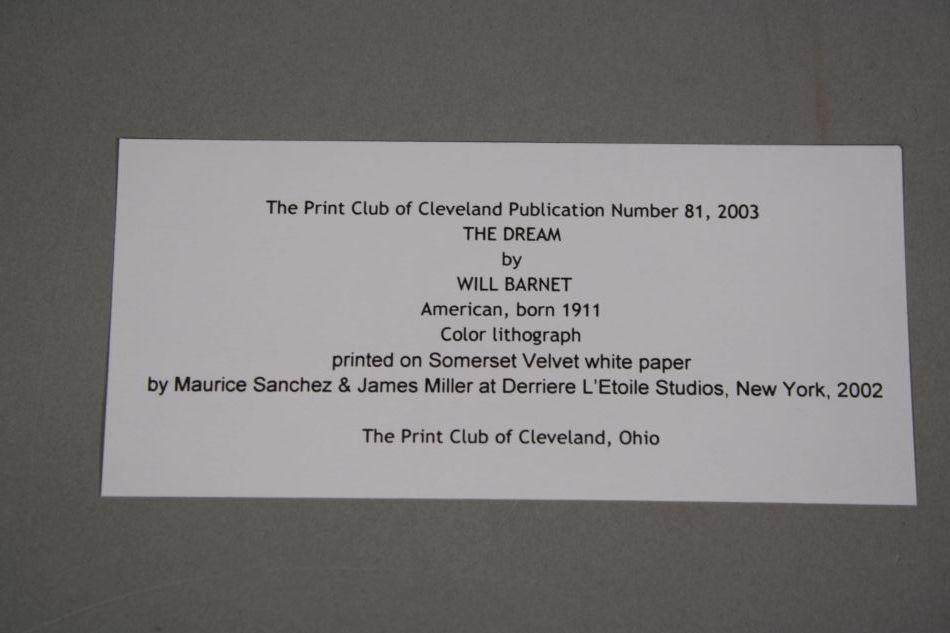 The Print Club of Cleveland Publication Number 81, 2003
THE DREAM
by
WILL BARNET
American, born 1911
Color lithograph
printed on Somerset Velvet white paper
by Maurice Sanchez & James Miller at Derriere L'Etoile Studios, New York, 2002
The Print Club of Cleveland, Ohio